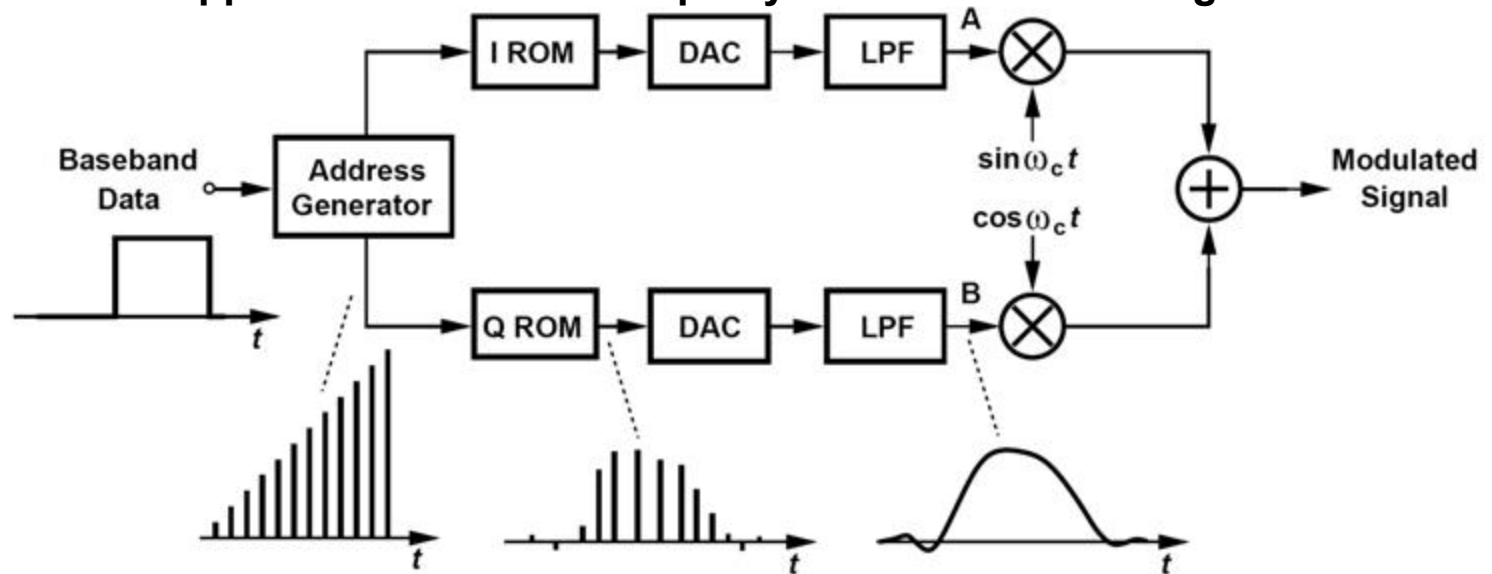 A
I ROM
DAC
LPF
sinωct
Baseband
Data
Address
Generator
Modulated
Signal
cosωct
B
Q ROM
DAC
LPF
t
t
t
t